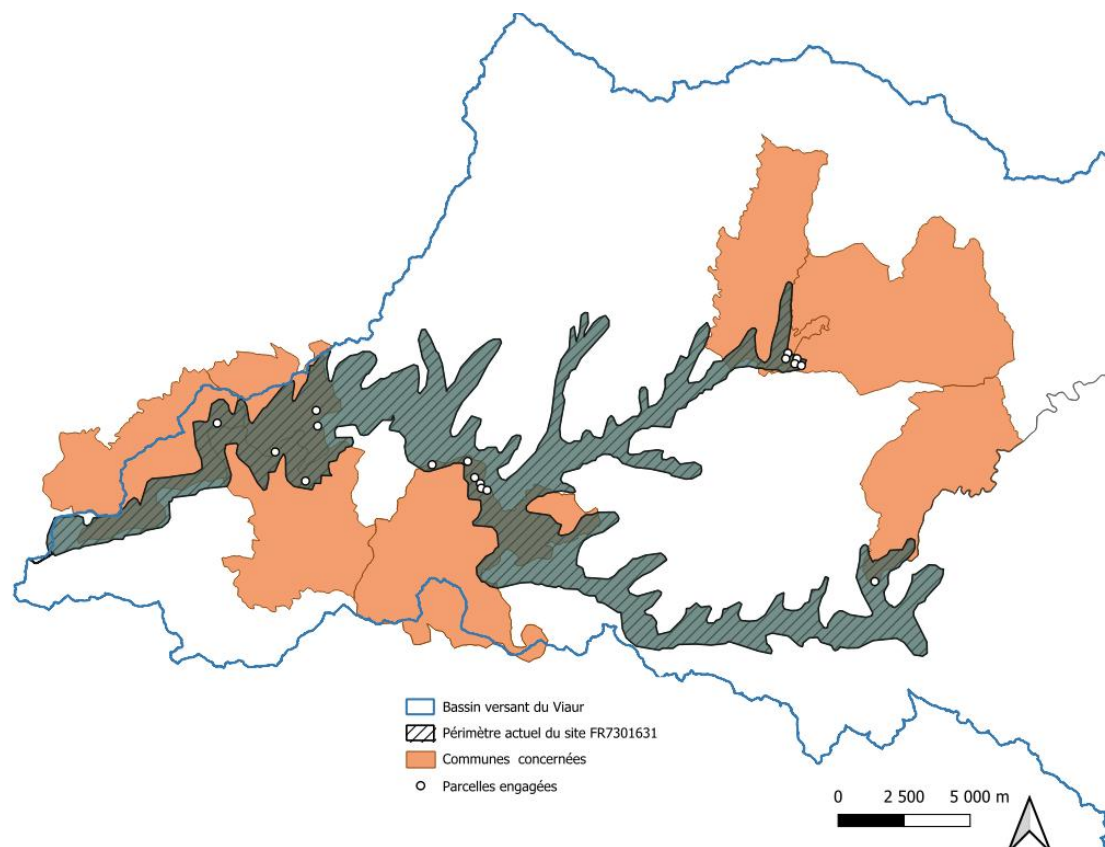 Bassin versant du Viaur
Périmètre actuel du site FR7301631
Communes concernées
Parcelles engagées
0 2 500 5 000 m